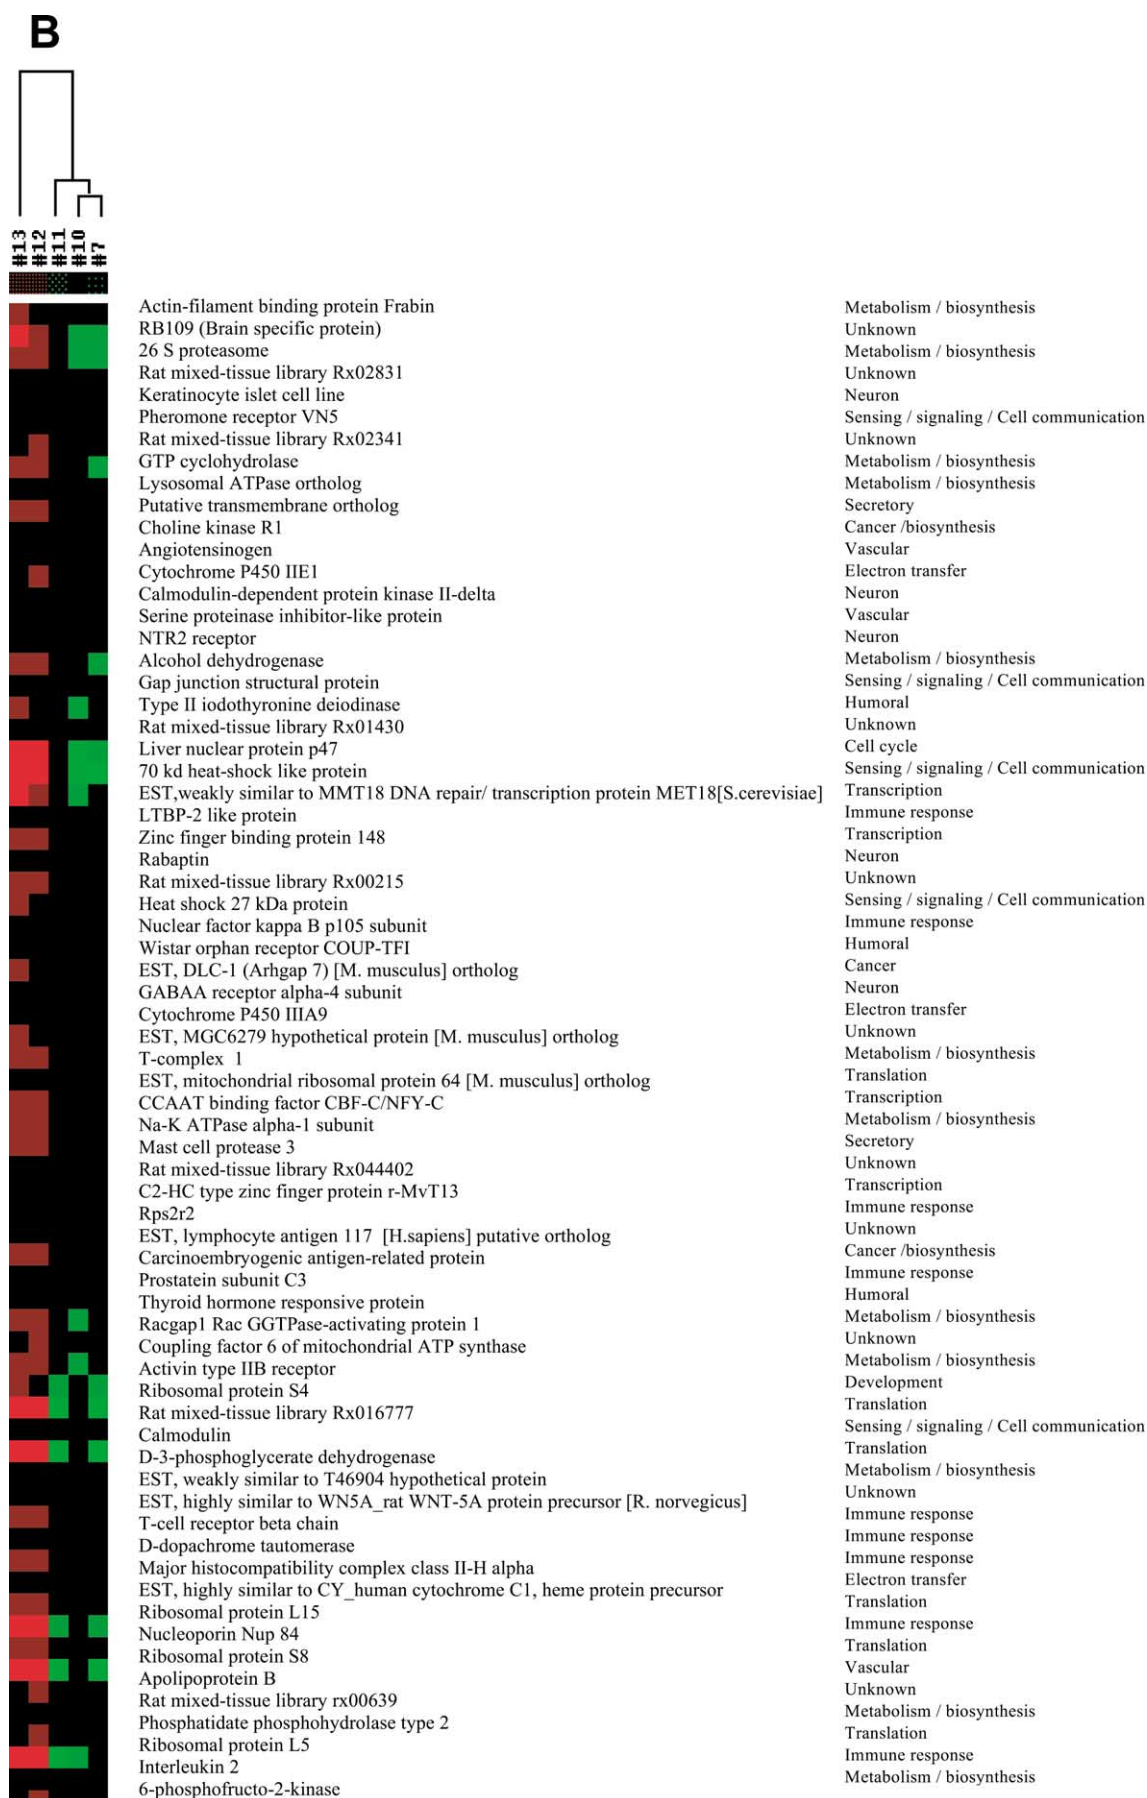 B
#13 #12 #11 #10 #7
Actin-filament binding protein Frabin Metabolism / biosynthesis
RB109 (Brain specific protein) Unknown
26 S proteasome Metabolism / biosynthesis
Rat mixed-tissue library Rx02831 Unknown
Keratinocyte islet cell line Neuron
Pheromone receptor VN5 Sensing / signaling / Cell communication
Rat mixed-tissue library Rx02341 Unknown
GTP cyclohydrolase Metabolism / biosynthesis
Lysosomal ATPase ortholog Metabolism / biosynthesis
Putative transmembrane ortholog Secretory
Choline kinase R1 Cancer /biosynthesis
Angiotensinogen Vascular
Cytochrome P450 IIE1 Electron transfer
Calmodulin-dependent protein kinase II-delta Neuron
Serine proteinase inhibitor-like protein Vascular
NTR2 receptor Neuron
Alcohol dehydrogenase Metabolism / biosynthesis
Gap junction structural protein Sensing / signaling / Cell communication
Type II iodothyronine deiodinase Humoral
Rat mixed-tissue library Rx01430 Unknown
Liver nuclear protein p47 Cell cycle
70 kd heat-shock like protein Sensing / signaling / Cell communication
EST,weakly similar to MMT18 DNA repair/ transcription protein MET18[S.cerevisiae] Transcription
LTBP-2 like protein Immune response
Zinc finger binding protein 148 Transcription
Rabaptin Neuron
Rat mixed-tissue library Rx00215 Unknown
Heat shock 27 kDa protein Sensing / signaling / Cell communication
Nuclear factor kappa B p105 subunit Immune response
Wistar orphan receptor COUP-TFI Humoral
EST, DLC-1 (Arhgap 7) [M. musculus] ortholog Cancer
GABAA receptor alpha-4 subunit Neuron
Cytochrome P450 IIIA9 Electron transfer
EST, MGC6279 hypothetical protein [M. musculus] ortholog Unknown
T-complex 1 Metabolism / biosynthesis
EST, mitochondrial ribosomal protein 64 [M. musculus] ortholog Translation
CCAAT binding factor CBF-C/NFY-C Transcription
Na-K ATPase alpha-1 subunit Metabolism / biosynthesis
Mast cell protease 3 Secretory
Rat mixed-tissue library Rx044402 Unknown
C2-HC type zinc finger protein r-MvT13 Transcription
Rps2r2 Immune response
EST, lymphocyte antigen 117 [H.sapiens] putative ortholog Unknown
Carcinoembryogenic antigen-related protein Cancer /biosynthesis
Prostatein subunit C3 Immune response
Thyroid hormone responsive protein Humoral
Racgap1 Rac GGTPase-activating protein 1 Metabolism / biosynthesis
Coupling factor 6 of mitochondrial ATP synthase Unknown
Activin type IIB receptor Metabolism / biosynthesis
Ribosomal protein S4 Development
Rat mixed-tissue library Rx016777 Translation
Calmodulin Sensing / signaling / Cell communication
D-3-phosphoglycerate dehydrogenase Translation
EST, weakly similar to T46904 hypothetical protein Metabolism / biosynthesis
EST, highly similar to WN5A_rat WNT-5A protein precursor [R. norvegicus] Unknown
T-cell receptor beta chain Immune response
D-dopachrome tautomerase Immune response
Major histocompatibility complex class II-H alpha Immune response
EST, highly similar to CY_human cytochrome C1, heme protein precursor Electron transfer
Ribosomal protein L15 Translation
Nucleoporin Nup 84 Immune response
Ribosomal protein S8 Translation
Apolipoprotein B Vascular
Rat mixed-tissue library rx00639 Unknown
Phosphatidate phosphohydrolase type 2 Metabolism / biosynthesis
Ribosomal protein L5 Translation
Interleukin 2 Immune response
6-phosphofructo-2-kinase Metabolism / biosynthesis